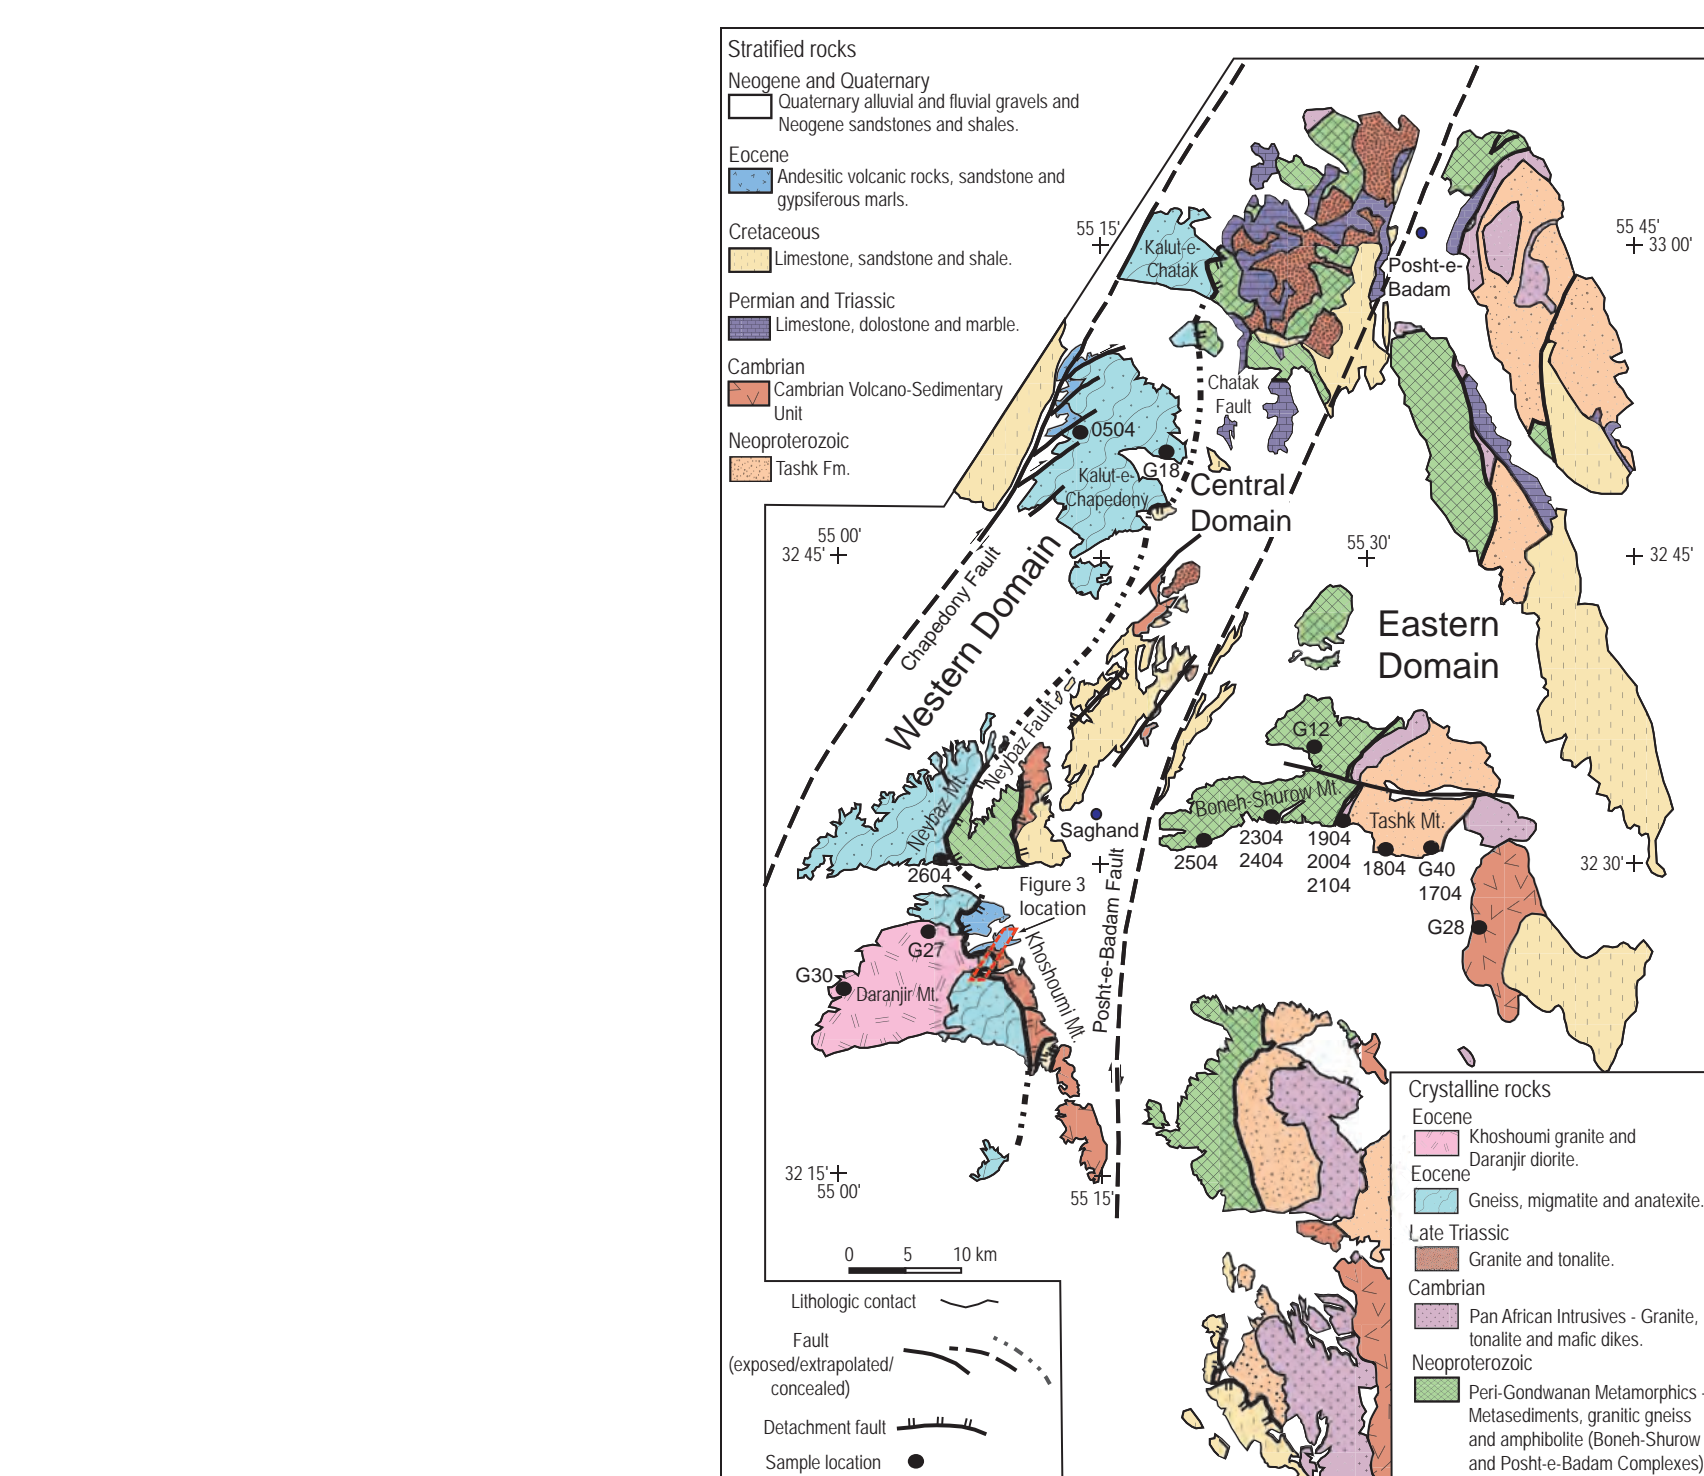 Stratified rocks
Neogene and Quaternary
Quaternary alluvial and fluvial gravels and
Neogene sandstones and shales.
Eocene
Andesitic volcanic rocks, sandstone and
gypsiferous marls.
Cretaceous
Limestone, sandstone and shale.
Permian and Triassic
Limestone, dolostone and marble.
Cambrian
Cambrian Volcano-Sedimentary
Unit
Neoproterozoic
Tashk Fm.
55 15'
55 45'
33 00'
Kalut-e-
Chatak
Posht-e-
Badam
Chatak
Fault
0504
G18
Kalut-e-
Chapedony
Central
Domain
55 00'
32 45'
55 30'
32 45'
Chapedony Fault
Western Domain
Eastern
Domain
Neybaz Fault
Neybaz Mt.
G12
Boneh-Shurow Mt.
Tashk Mt.
Saghand
2604
2504
2304
2404
1904
2004
2104
1804
G40
1704
32 30'
Figure 3
location
Posht-e-Badam Fault
Khoshoumi Mt.
G28
G27
G30
Daranjir Mt.
32 15'
55 00'
55 15'
0 5 10 km
Lithologic contact
Fault
(exposed/extrapolated/
concealed)
Detachment fault
Sample location
Crystalline rocks
Eocene
Khoshoumi granite and
Daranjir diorite.
Eocene
Gneiss, migmatite and anatexite.
Late Triassic
Granite and tonalite.
Cambrian
Pan African Intrusives - Granite,
tonalite and mafic dikes.
Neoproterozoic
Peri-Gondwanan Metamorphics -
Metasediments, granitic gneiss
and amphibolite (Boneh-Shurow
and Posht-e-Badam Complexes)